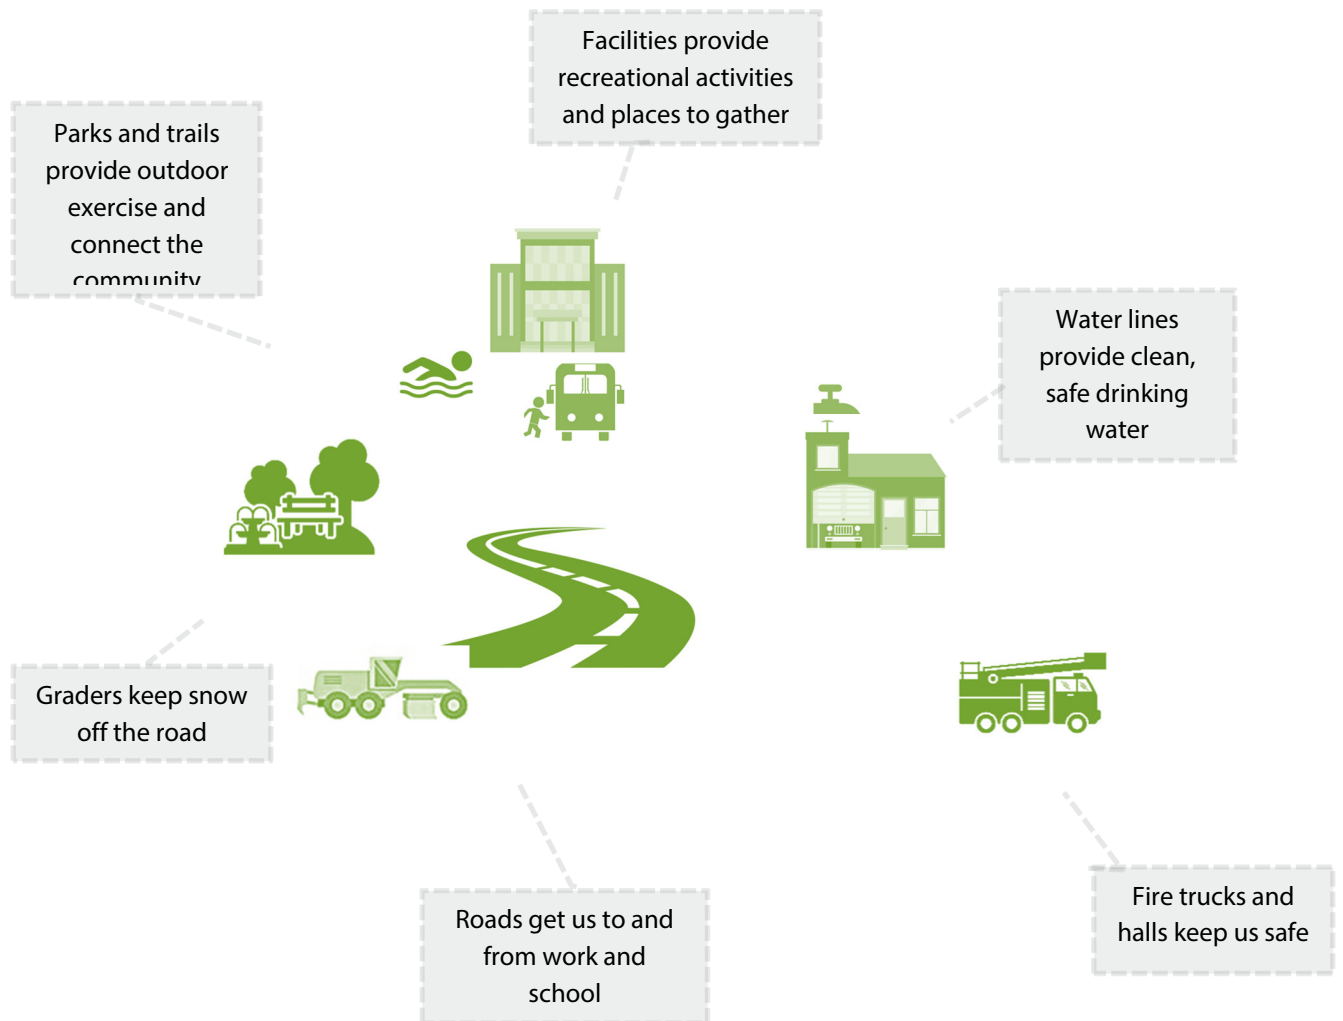 Facilities provide
recreational activities
and places to gather
Parks and trails
provide outdoor
exercise and
connect the
community
Water lines
provide clean,
safe drinking
water
Graders keep snow
off the road
Roads get us to and
from work and
school
Fire trucks and
halls keep us safe